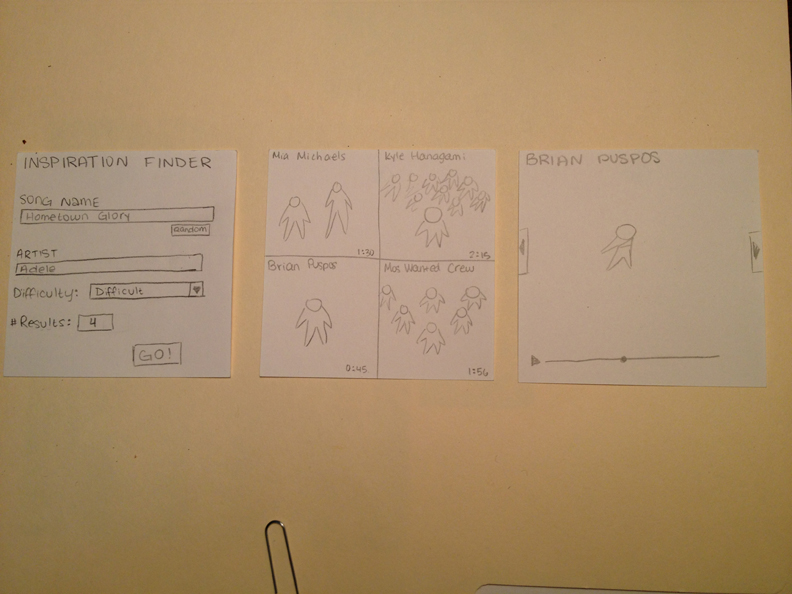 INSPIRATION FINDER
SONG NAME
Hometown Glory
Random
ARTIST
Adele
Difficulty: Difficult
#Results: 4
GO!
Mia Michaels
1:30
Kyle Hanagami
2:15
Brian Puspos
0:45
Mos Wanted Crew
1:56
BRIAN PUSPOS